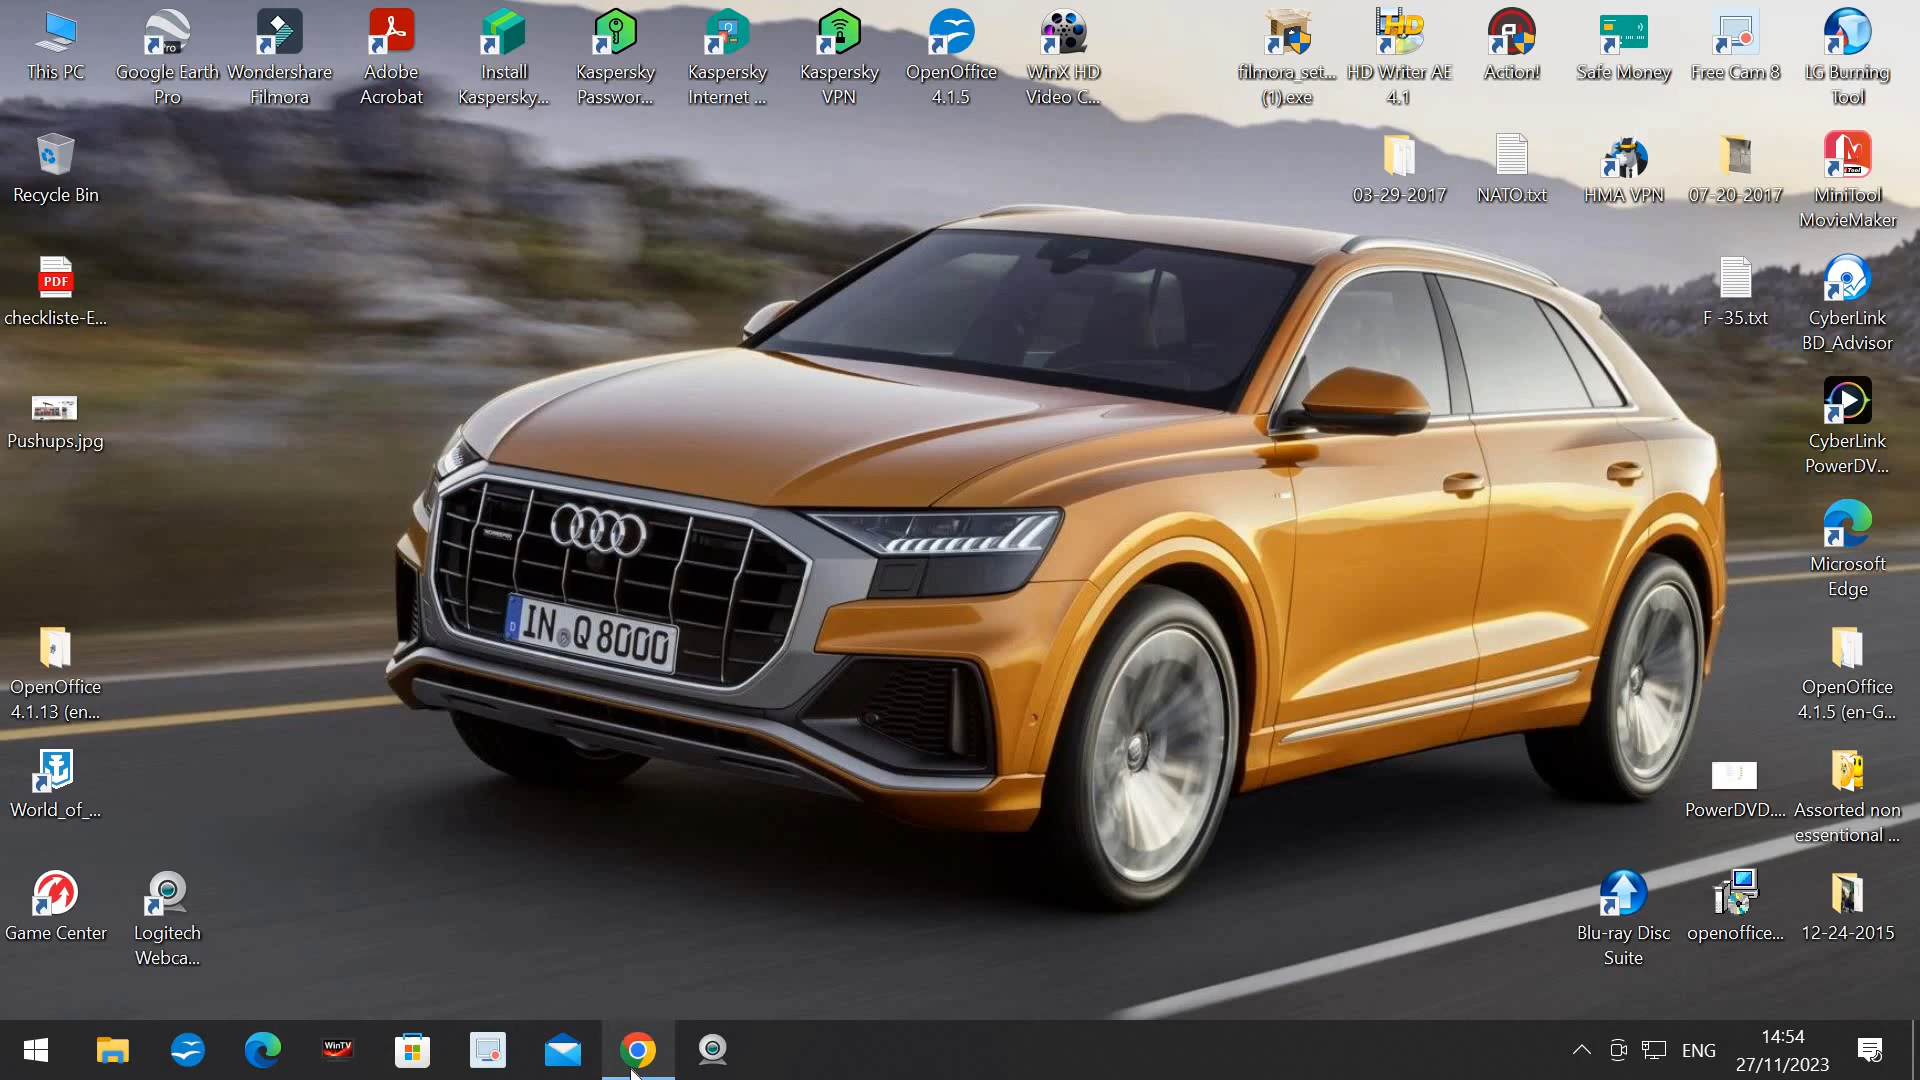 This PC
Google Earth
Pro
Wondershare
Filmora
Adobe
Acrobat
Install
Kaspersky...
Kaspersky
Passwor...
Kaspersky
Internet ...
Kaspersky
VPN
OpenOffice
4.1.5
WinX HD
Video C...
filmora_set...
(1).exe
HD Writer AE
4.1
Action!
Safe Money
Free Cam 8
LG Burning
Tool
Recycle Bin
03-29-2017
NATO.txt
HMA VPN
07-20-2017
MiniTool
MovieMaker
PDF
checkliste-E...
F -35.txt
CyberLink
BD_Advisor
Pushups.jpg
CyberLink
PowerDV...
Microsoft
Edge
IN Q 8000
OpenOffice
4.1.13 (en...
OpenOffice
4.1.5 (en-G...
World_of_...
PowerDVD....
Assorted non
essentional ...
Game Center
Logitech
Webca...
Blu-ray Disc
Suite
openoffice...
12-24-2015
WinTV
ENG
14:54
27/11/2023